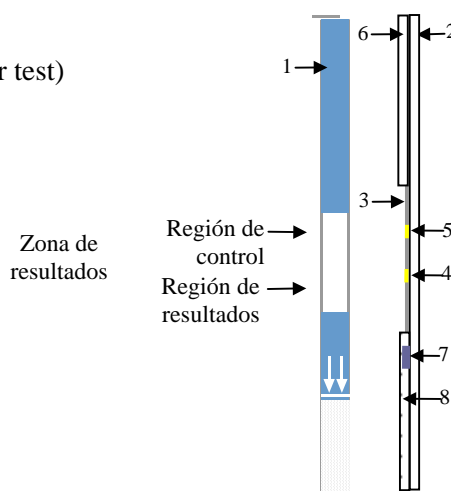 r test)
1
6
2
3
Región de
control
5
Zona de
resultados
Región de
resultados
4
7
8